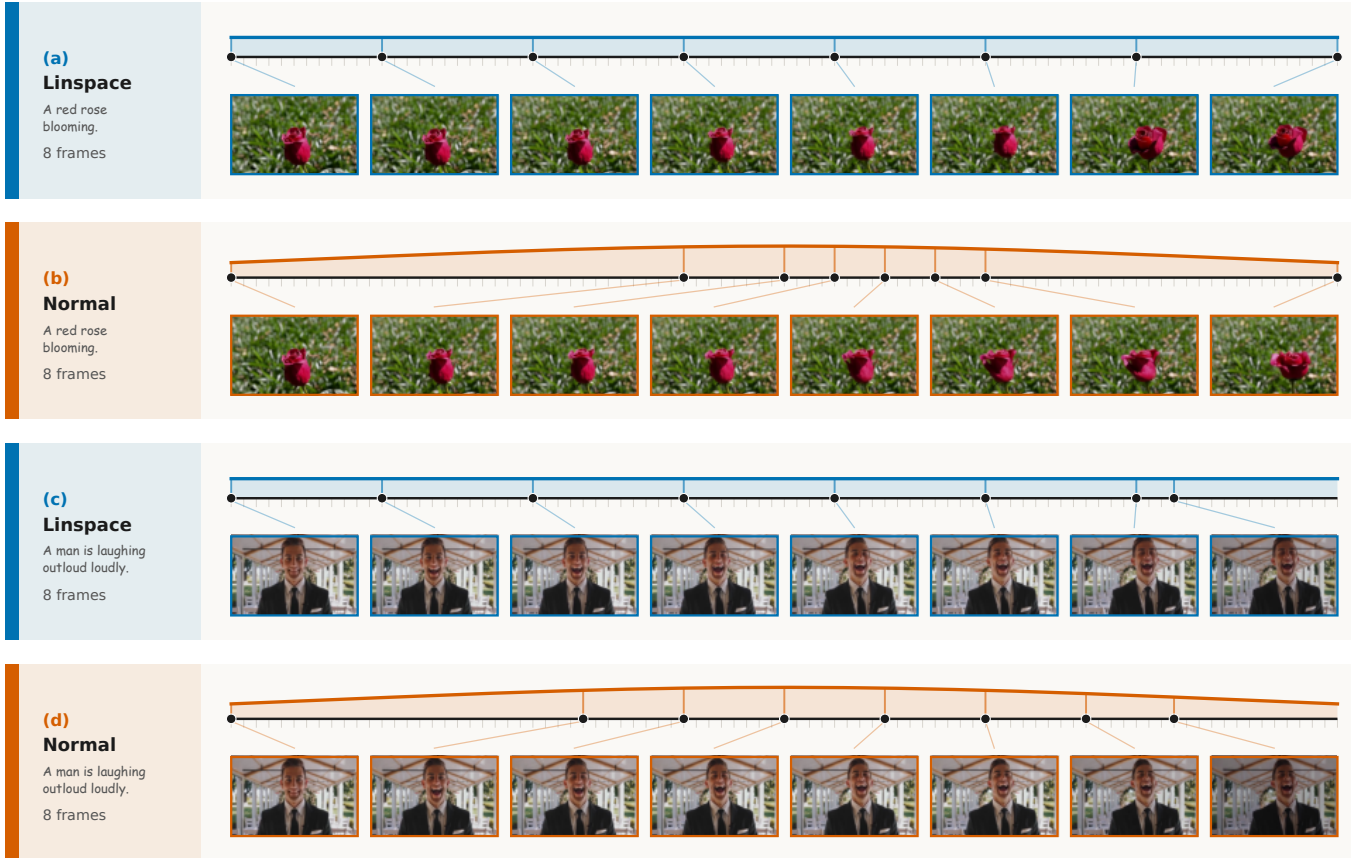 (a)
Linspace
A red rose
blooming.
8 frames
(b)
Normal
A red rose
blooming.
8 frames
(c)
Linspace
A man is laughing
outloud loudly.
8 frames
(d)
Normal
A man is laughing
outloud loudly.
8 frames